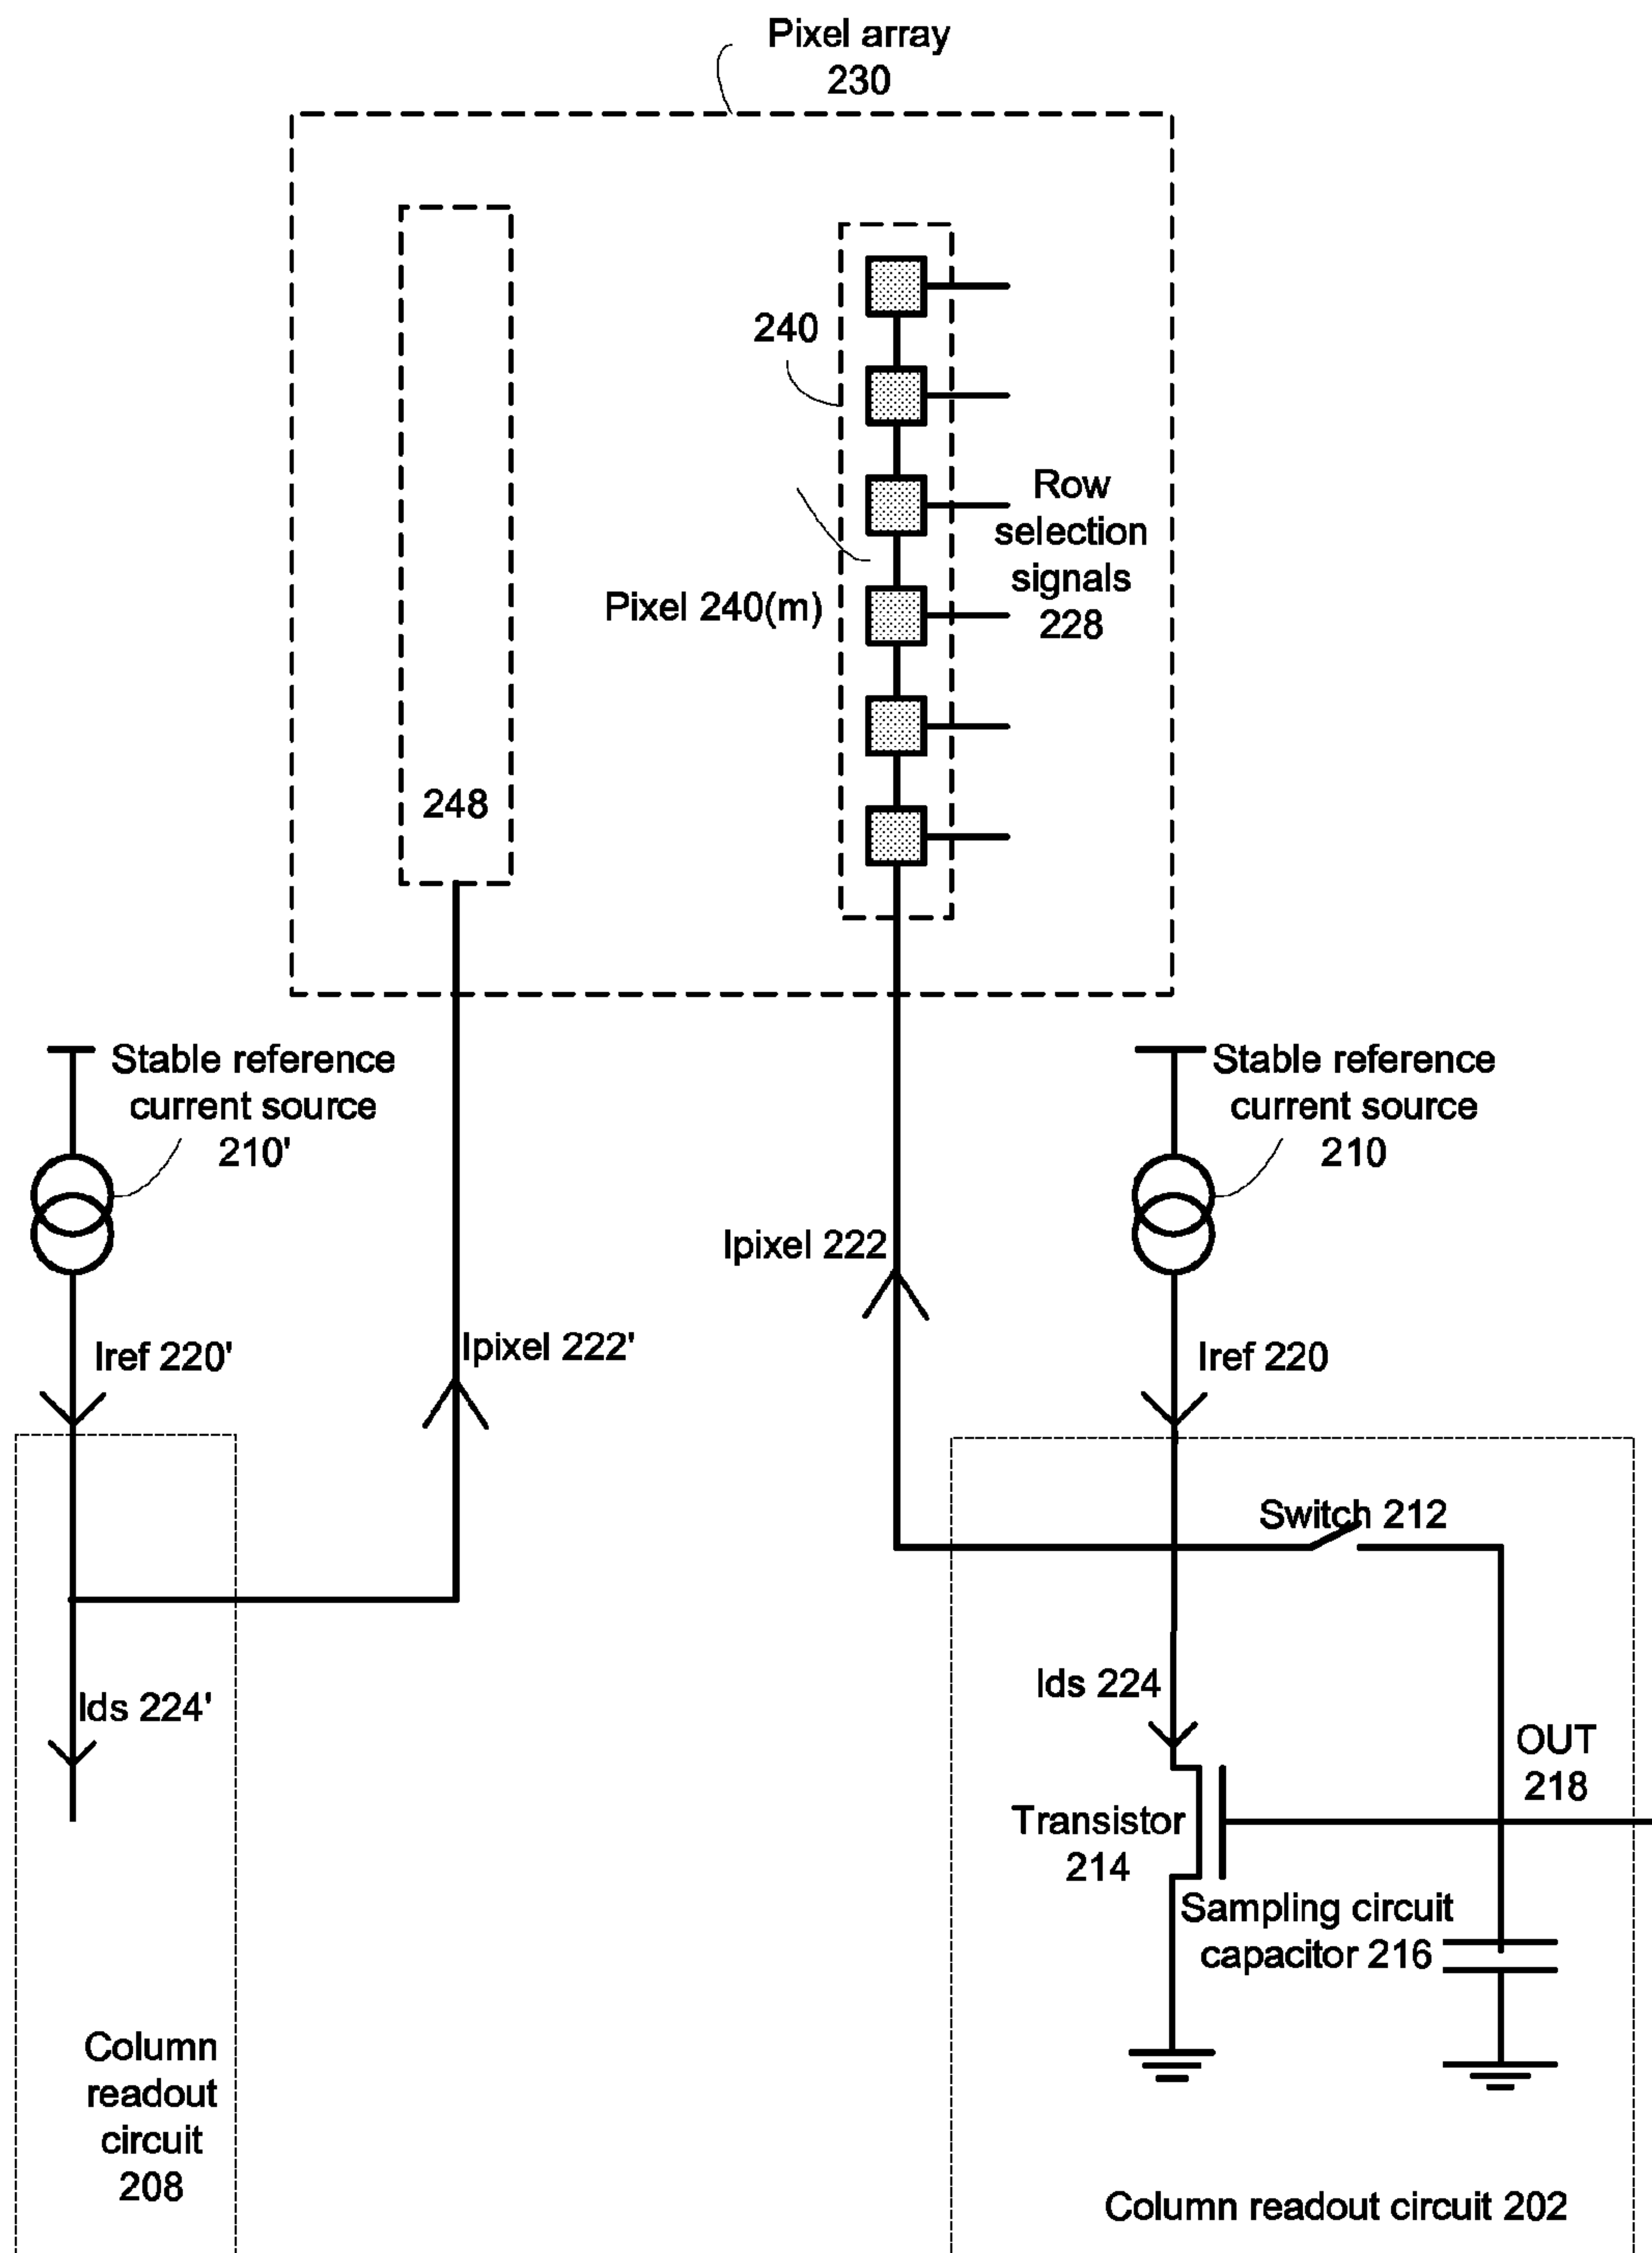 Pixel array
230
240
Row
selection
signals
228
Pixel 240(m)
248
Stable reference
current source
210'
Stable reference
current source
210
Ipixel 222
Iref 220'
Ipixel 222'
Iref 220
Switch 212
Ids 224
Ids 224'
OUT
218
Transistor
214
Sampling circuit
capacitor 216
Column
readout
circuit
208
Column readout circuit 202